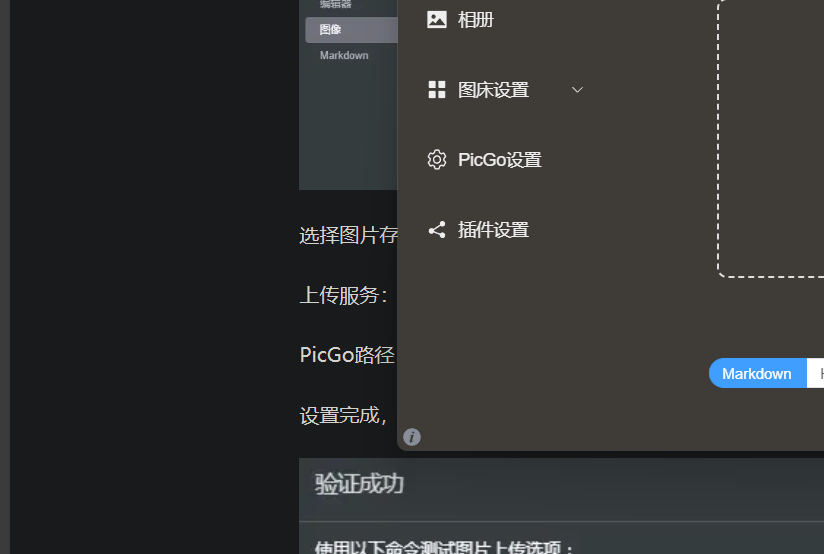 编辑器
图像
Markdown
相册
图床设置
PicGo设置
插件设置
选择图片存
上传服务:
PicGo路径
设置完成,
Markdown
验证成功
使用以下命令测试图片上传选项: